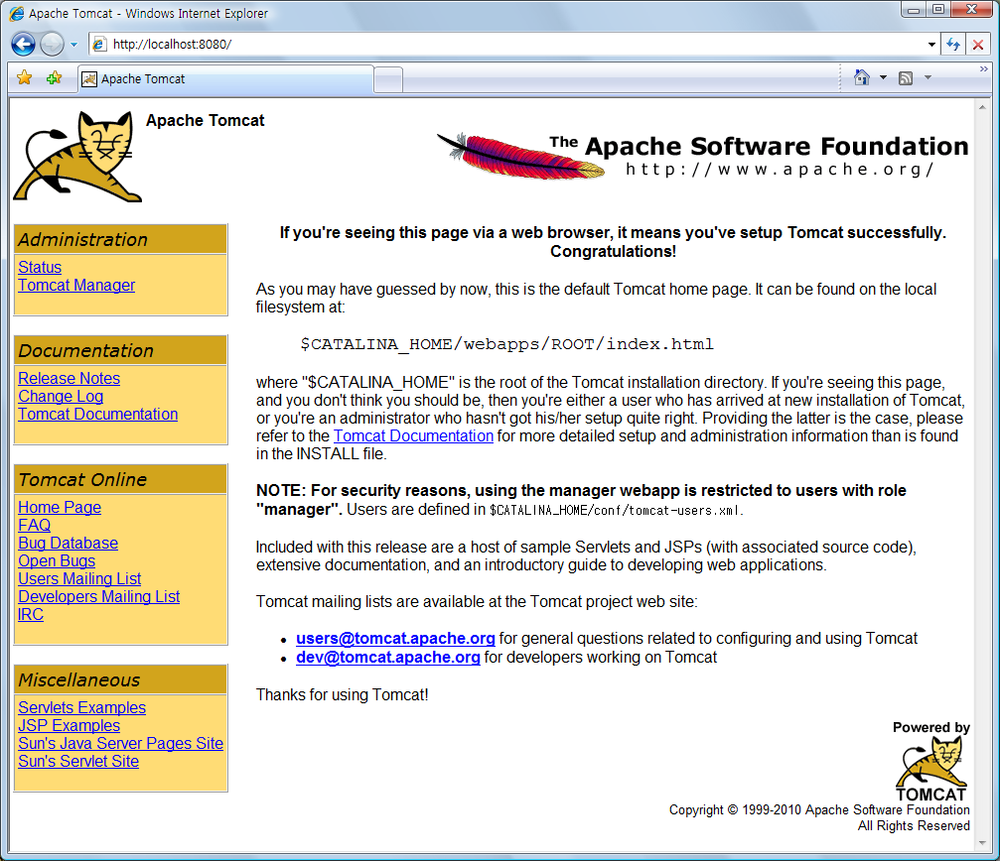 Apache Tomcat - Windows Internet Explorer
http://localhost:8080/
Apache Tomcat
Apache Tomcat
The Apache Software Foundation
http://www.apache.org/
Administration
Status
Tomcat Manager
Documentation
Release Notes
Change Log
Tomcat Documentation
Tomcat Online
Home Page
FAQ
Bug Database
Open Bugs
Users Mailing List
Developers Mailing List
IRC
Miscellaneous
Servlets Examples
JSP Examples
Sun's Java Server Pages Site
Sun's Servlet Site
If you're seeing this page via a web browser, it means you've setup Tomcat successfully.
Congratulations!
As you may have guessed by now, this is the default Tomcat home page. It can be found on the local
filesystem at:
$CATALINA_HOME/webapps/ROOT/index.html
where "$CATALINA_HOME" is the root of the Tomcat installation directory. If you're seeing this page,
and you don't think you should be, then you're either a user who has arrived at new installation of Tomcat,
or you're an administrator who hasn't got his/her setup quite right. Providing the latter is the case, please
refer to the Tomcat Documentation for more detailed setup and administration information than is found
in the INSTALL file.
NOTE: For security reasons, using the manager webapp is restricted to users with role
"manager". Users are defined in $CATALINA_HOME/conf/tomcat-users.xml.
Included with this release are a host of sample Servlets and JSPs (with associated source code),
extensive documentation, and an introductory guide to developing web applications.
Tomcat mailing lists are available at the Tomcat project web site:
• users@tomcat.apache.org for general questions related to configuring and using Tomcat
• dev@tomcat.apache.org for developers working on Tomcat
Thanks for using Tomcat!
Powered by
TOMCAT
Copyright © 1999-2010 Apache Software Foundation
All Rights Reserved